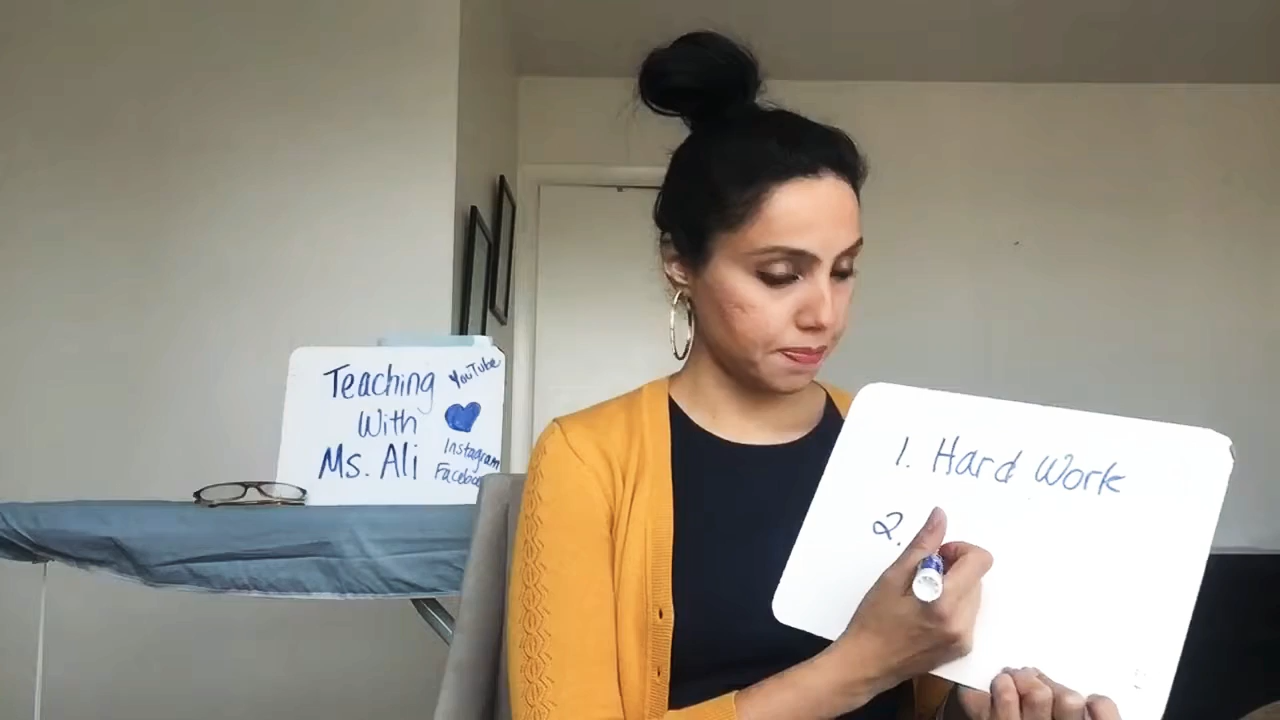 Teaching
With
Ms. Ali
YouTube
Instagram
1. Hard Work
2.